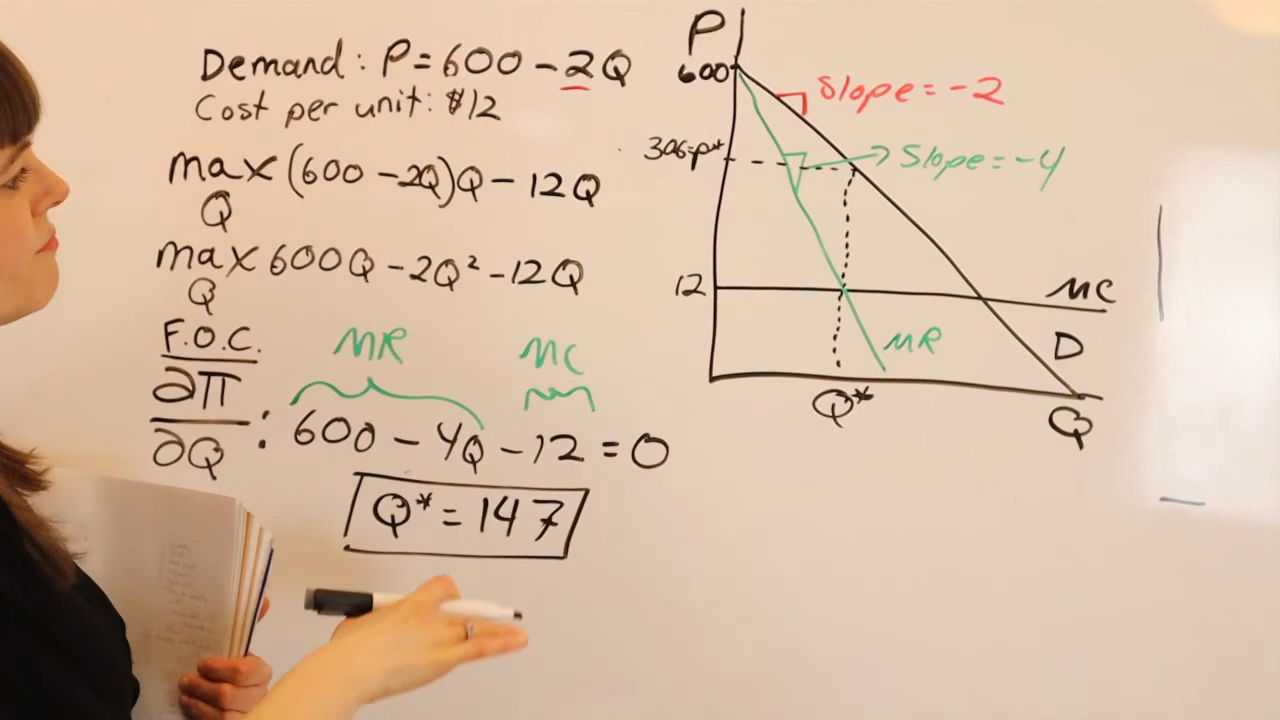 Demand: P=600-2Q
Cost per unit: $12
max (600-2Q)Q-12Q
Q
max 600Q-2Q²-12Q
Q
F.O.C.
MR MC
∂π
∂Q : 600-4Q-12=0
Q*=147
P
600
Slope=-2
306=p*
Slope=-4
12
MC
MR
D
Q*
Q